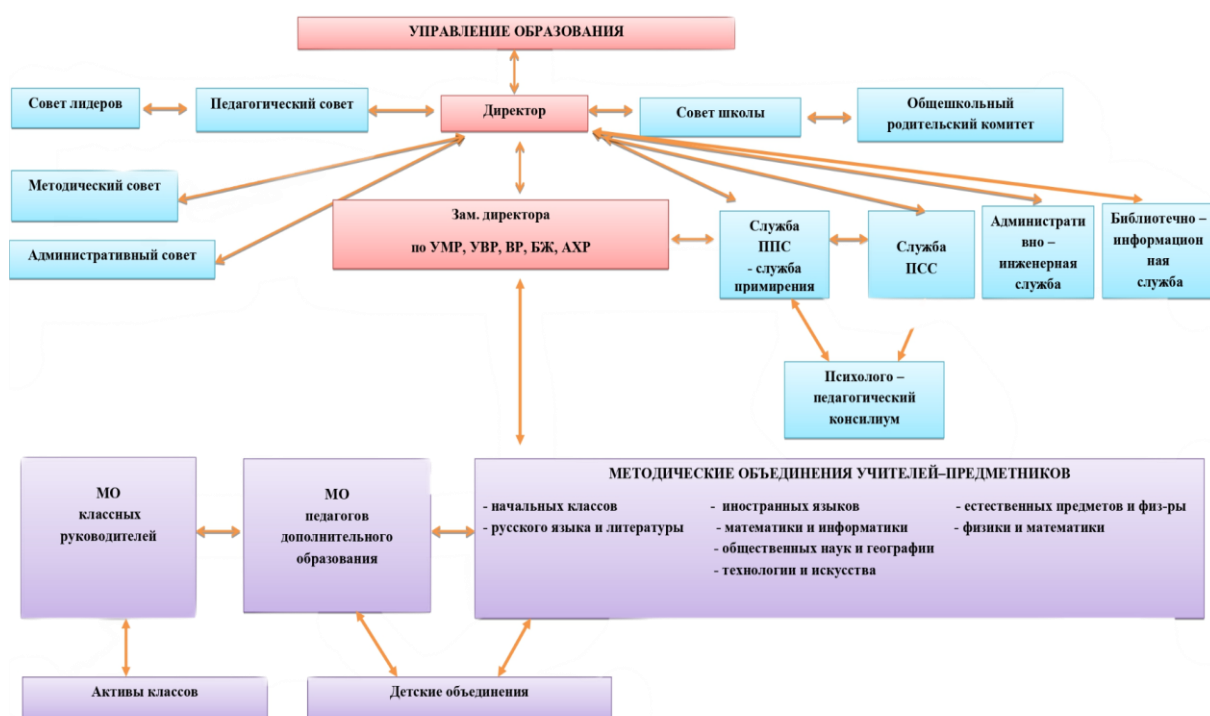 УПРАВЛЕНИЕ ОБРАЗОВАНИЯ
Совет лидеров
Педагогический совет
Директор
Совет школы
Общешкольный
родительский комитет
Методический совет
Административный совет
Зам. директора
по УМР, УВР, ВР, БЖ, АХР
Служба
ППС
- служба
примирения
Служба
ПСС
Административ
но –
инженерная
служба
Библиотечно –
информацион
ная
служба
Психолого –
педагогический
консилиум
МО
классных
руководителей
МО
педагогов
дополнительного
образования
МЕТОДИЧЕСКИЕ ОБЪЕДИНЕНИЯ УЧИТЕЛЕЙ–ПРЕДМЕТНИКОВ
- начальных классов
- русского языка и литературы
- иностранных языков
- математики и информатики
- общественных наук и географии
- технологии и искусства
- естественных предметов и физ-ры
- физики и математики
Активы классов
Детские объединения